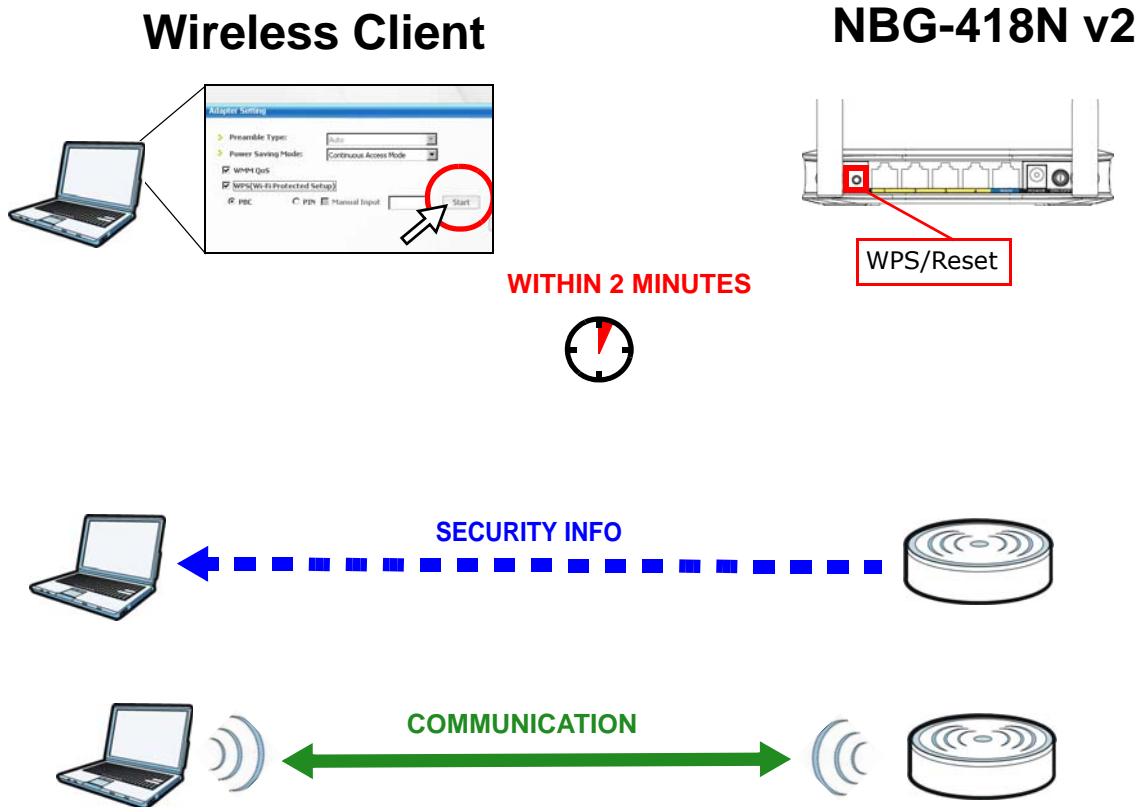 Wireless Client
NBG-418N v2
Adapter Setting
Preamble Type:
Auto
Power Saving Mode:
Continuous Access Mode
WMM QoS
WPS(Wi-Fi Protected Setup)
PBC
PIN
Manual Input
Start
WPS/Reset
WITHIN 2 MINUTES
SECURITY INFO
COMMUNICATION